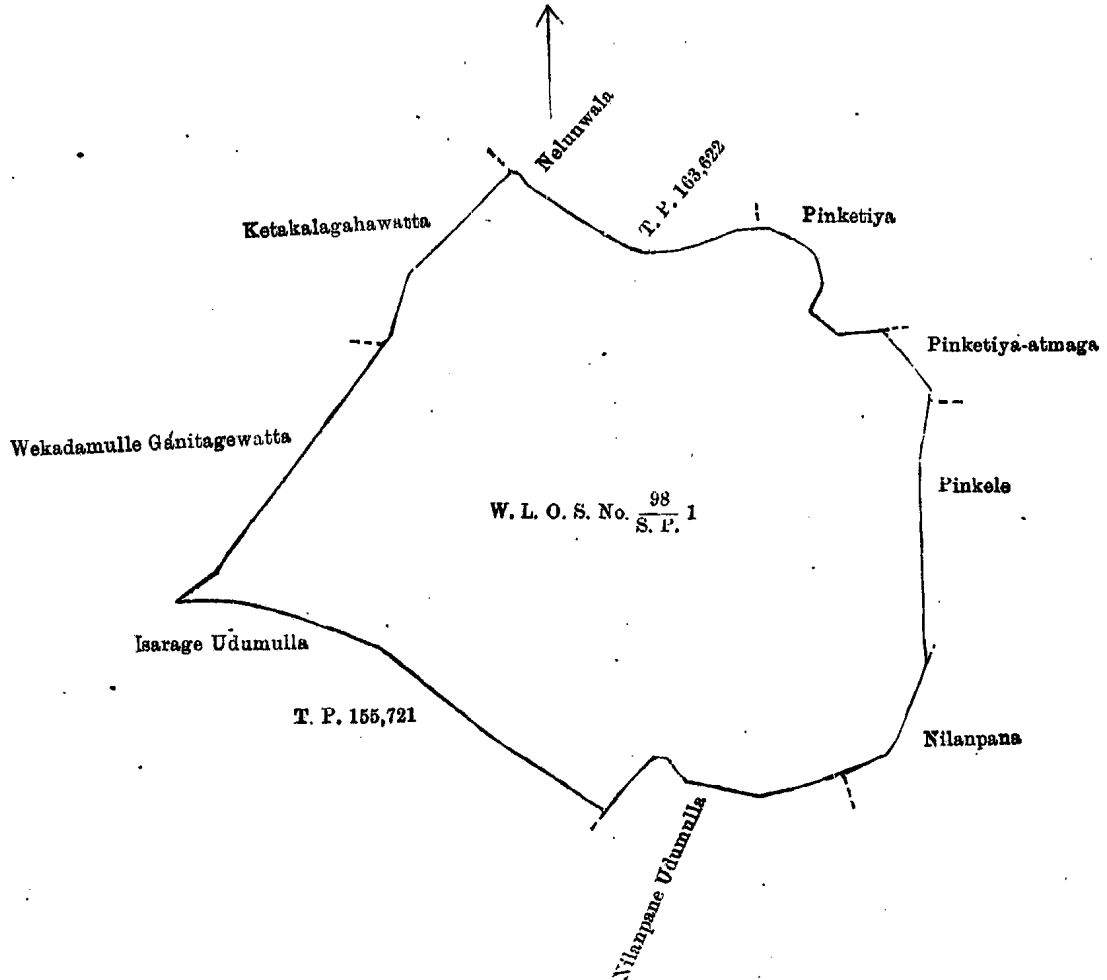 Nelunwala
T. P. 163,622
Pinketiya
Ketakalagahawatta
Pinketiya-atmaga
Wekadamulle Gánitagewatta
Pinkele
W. L. O. S. No. 98/S. P. 1
Isarage Udumulla
T. P. 155,721
Nilanpana
Nilanpane Udumulla